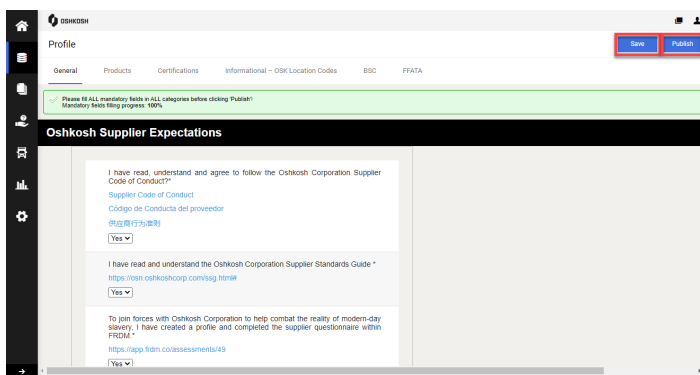 OSHKOSH
Profile
Save
Publish
General
Products
Certifications
Informational – OSK Location Codes
BSC
FFATA
Please fill ALL mandatory fields in ALL categories before clicking 'Publish'!
Mandatory fields filling progress: 100%
Oshkosh Supplier Expectations
I have read, understand and agree to follow the Oshkosh Corporation Supplier
Code of Conduct?*
Supplier Code of Conduct
Código de Conducta del proveedor
供应商行为准则
Yes
I have read and understand the Oshkosh Corporation Supplier Standards Guide *
https://osn.oshkoshcorp.com/ssg.html#
Yes
To join forces with Oshkosh Corporation to help combat the reality of modern-day
slavery, I have created a profile and completed the supplier questionnaire within
FRDM.*
https://app.frdm.co/assessments/49
Yes